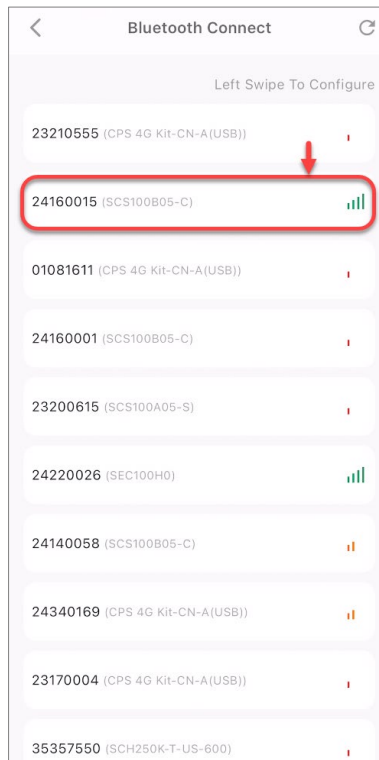 Bluetooth Connect
Left Swipe To Configure
23210555 (CPS 4G Kit-CN-A(USB))
24160015 (SCS100B05-C)
01081611 (CPS 4G Kit-CN-A(USB))
24160001 (SCS100B05-C)
23200615 (SCS100A05-S)
24220026 (SEC100H0)
24140058 (SCS100B05-C)
24340169 (CPS 4G Kit-CN-A(USB))
23170004 (CPS 4G Kit-CN-A(USB))
35357550 (SCH250K-T-US-600)